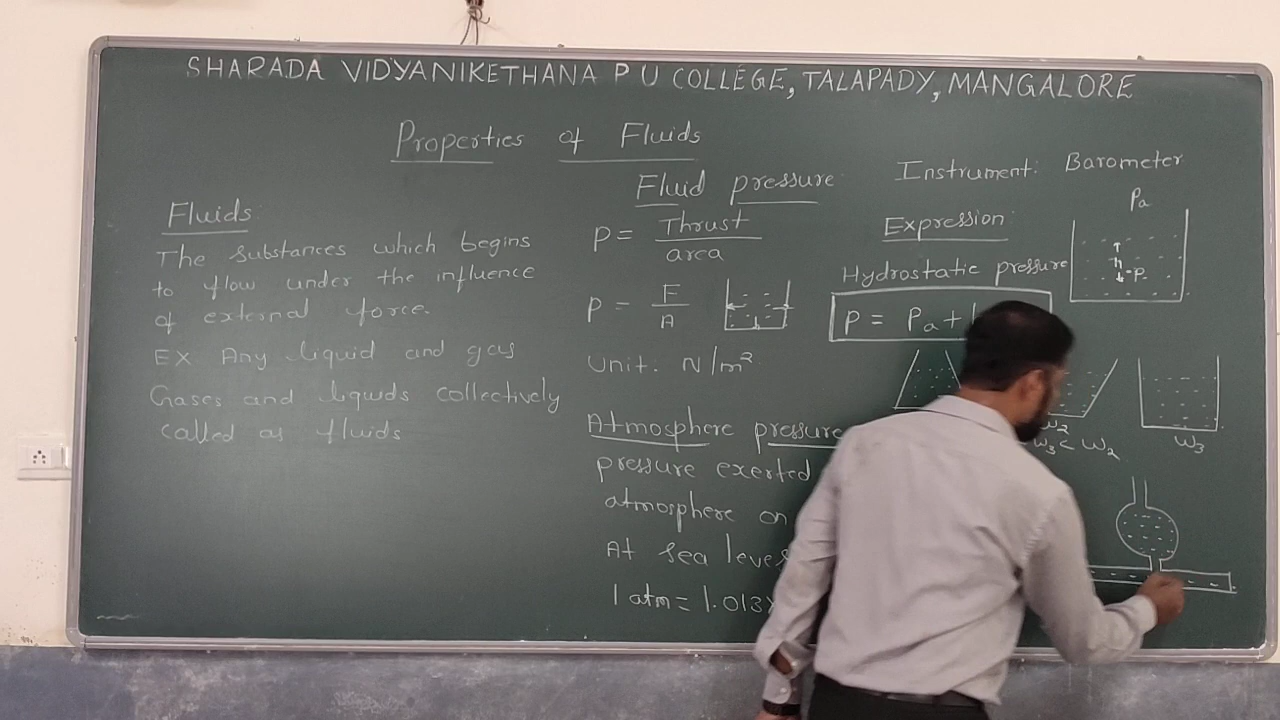 SHARADA VIDYANIKETHANA P U COLLEGE, TALAPADY, MANGALORE
Properties of Fluids
Fluids:
The substances which begins
to flow under the influence
of external force.
EX Any liquid and gas
Gases and liquids collectively
called as fluids
Fluid pressure
P = Thrust
area
P = F
A
Unit. N/m²
Atmosphere pressure
pressure exerted
atmosphere on
At sea level
1 atm = 1.013×
Instrument: Barometer
Expression:
Pa
h
P
Hydrostatic pressure
P = Pa +
W2
W3
W3 < W2